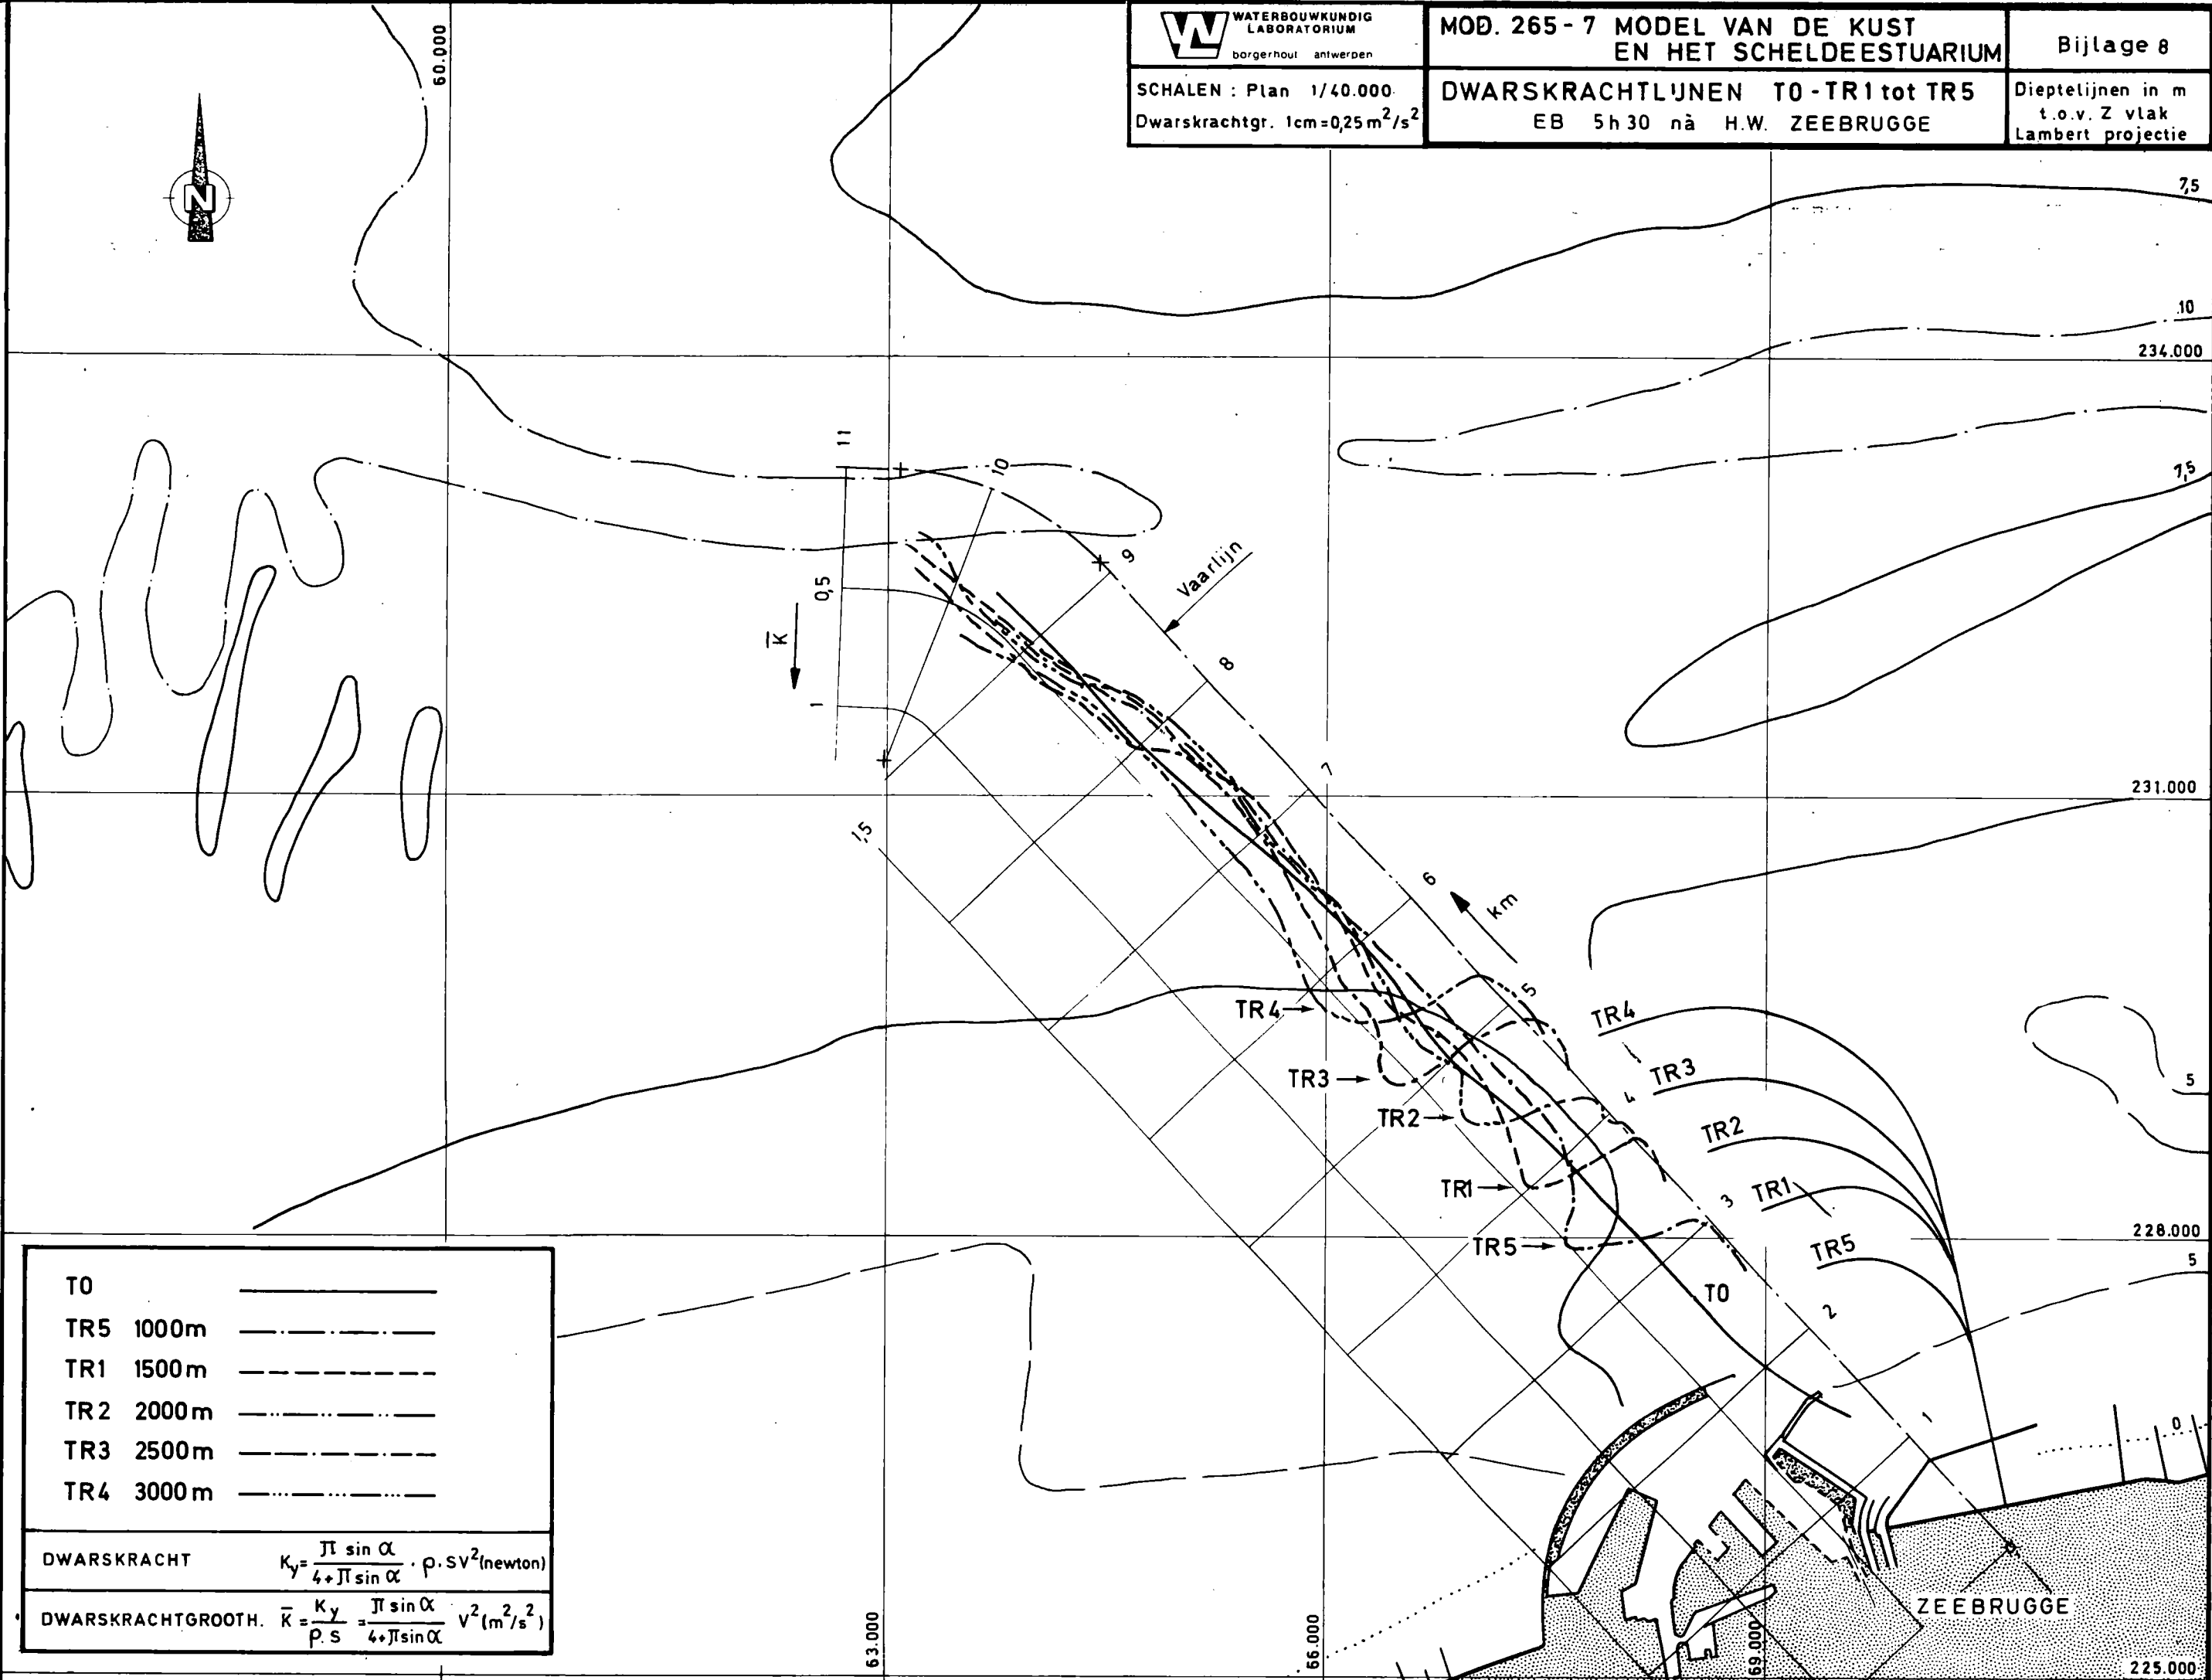 WATERBOUWKUNDIG
LABORATORIUM
borgerhout antwerpen
SCHALEN : Plan 1/40.000
Dwarskrachtgr. 1cm=0,25m²/s²
MOD. 265-7 MODEL VAN DE KUST
EN HET SCHELDEESTUARIUM
DWARSKRACHTLIJNEN TO-TR1 tot TR5
EB 5h30 nà H.W. ZEEBRUGGE
Bijlage 8
Dieptelijnen in m
t.o.v. Z vlak
Lambert projectie
60.000
N
7,5
10
234.000
11
10
9
7,5
Vaarlijn
0,5
K̅
8
1
7
231.000
1,5
6
km
5
TR4
TR4
TR3
TR3
5
4
TR2
TR2
TR1
3
TR1
228.000
TR5
TR5
5
TO
2
1
0
ZEEBRUGGE
63.000
66.000
69.000
225.000
TO
TR5 1000m
TR1 1500m
TR2 2000m
TR3 2500m
TR4 3000m
DWARSKRACHT Ky= π sin α / 4+π sin α . ρ.SV²(newton)
DWARSKRACHTGROOTH. K̅ = Ky / ρ.S = π sin α / 4+π sin α V²(m²/s²)